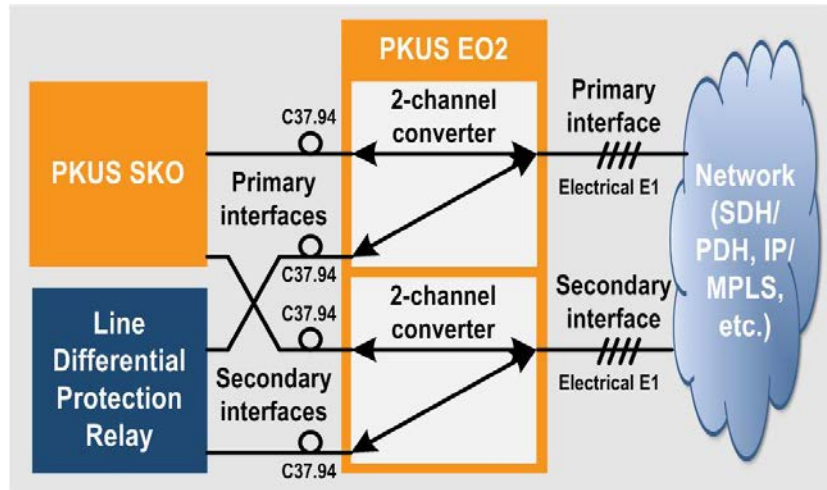 PKUS SKO
Line
Differential
Protection
Relay
C37.94
Primary
interfaces
C37.94
C37.94
Secondary
interfaces
C37.94
PKUS EO2
2-channel
converter
2-channel
converter
Primary
interface
Electrical E1
Secondary
interface
Electrical E1
Network
(SDH/
PDH, IP/
MPLS,
etc.)